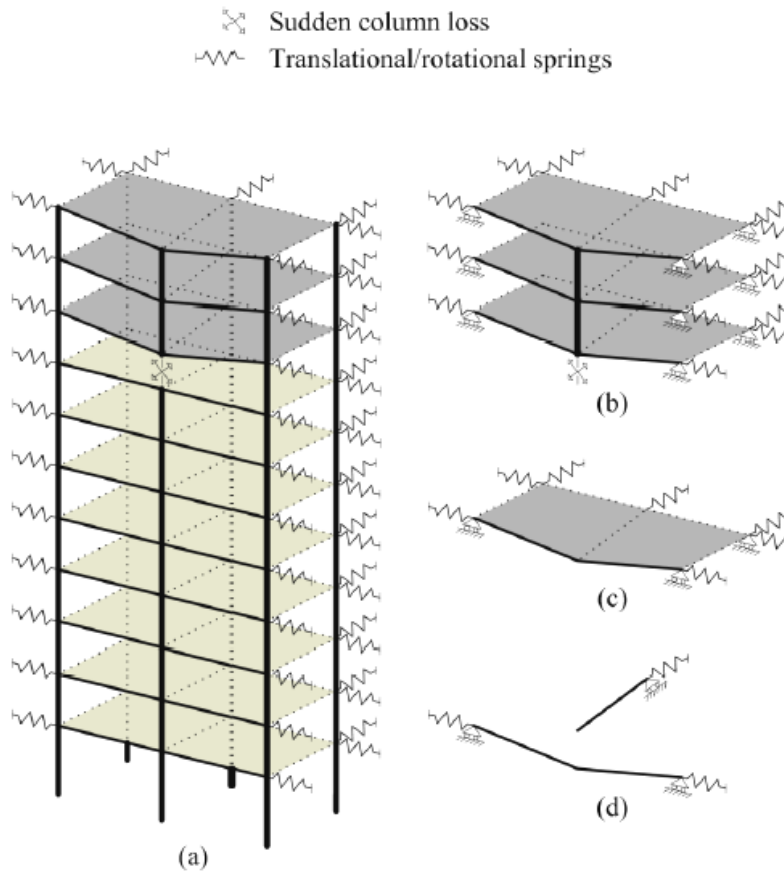 Sudden column loss
Translational/rotational springs
(a)
(b)
(c)
(d)